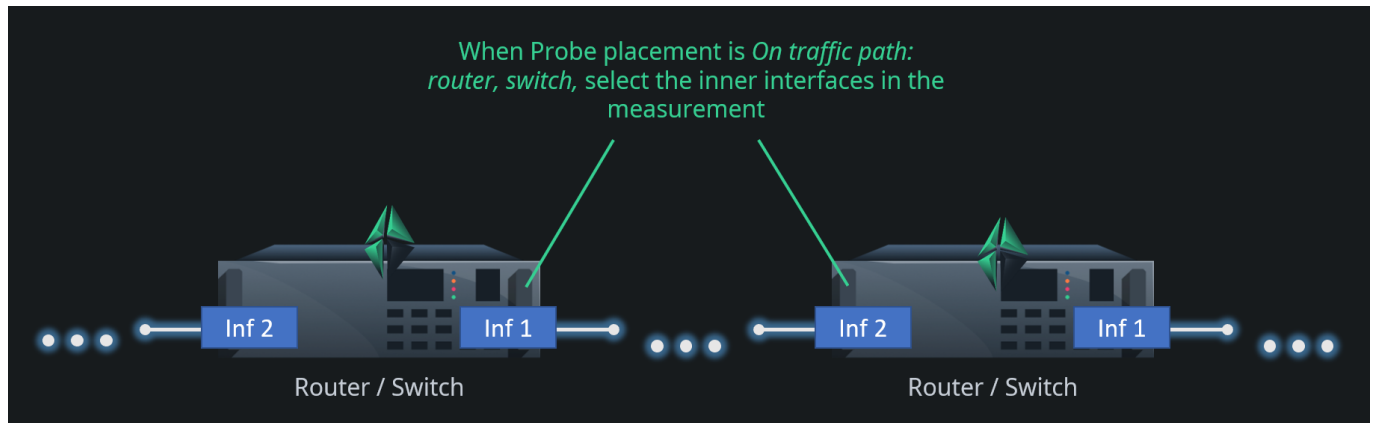 When Probe placement is On traffic path:
router, switch, select the inner interfaces in the
measurement
Inf 2
Inf 1
Inf 2
Inf 1
Router / Switch
Router / Switch